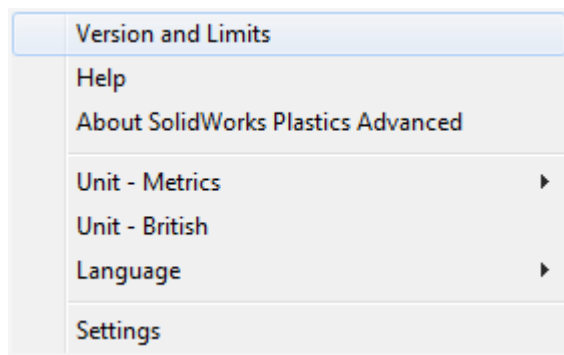 Version and Limits
Help
About SolidWorks Plastics Advanced
Unit - Metrics
Unit - British
Language
Settings